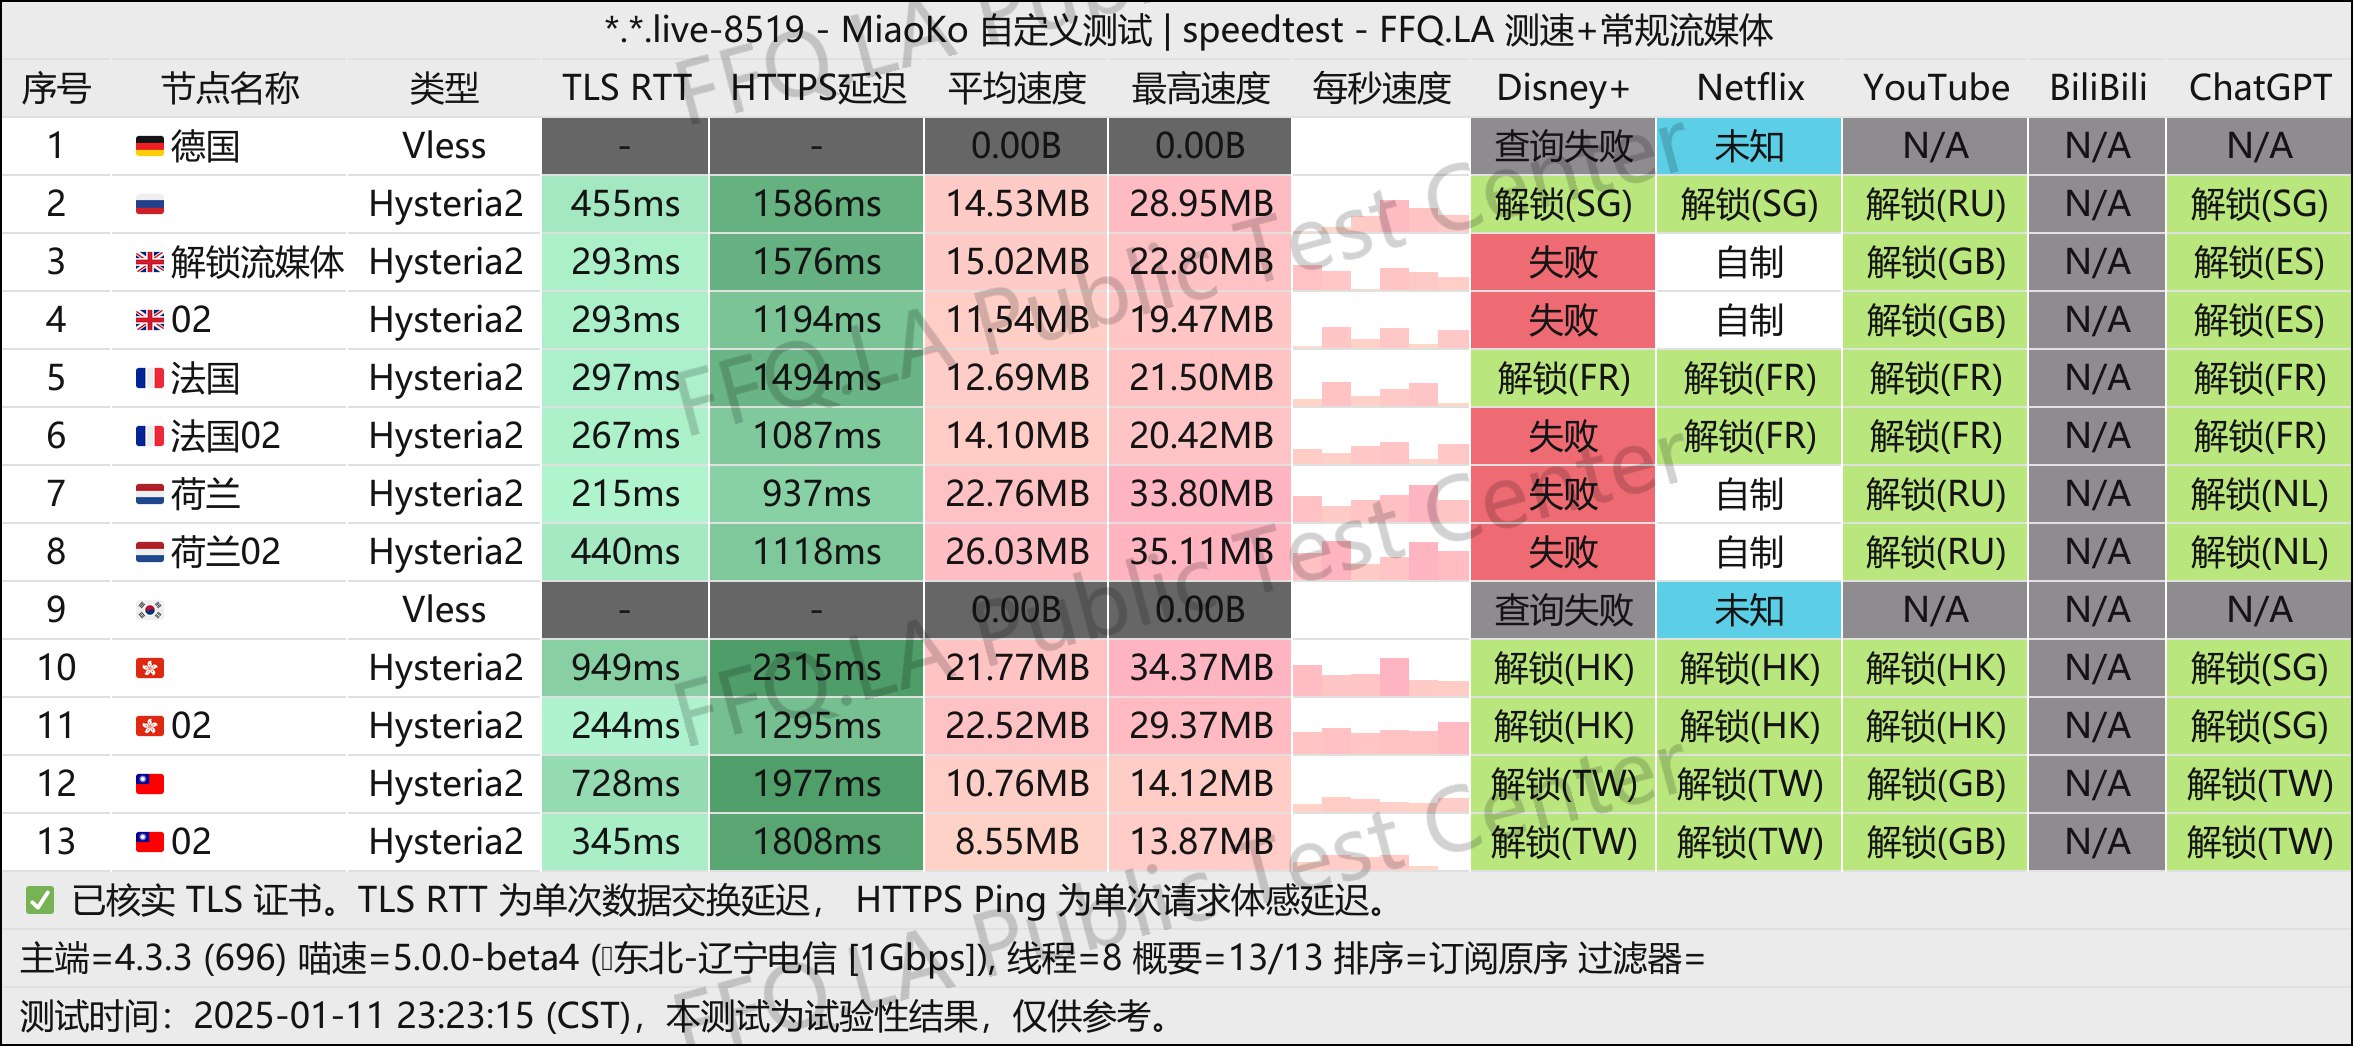 *.*.live-8519 - MiaoKo 自定义测试 | speedtest - FFQ.LA 测速+常规流媒体
序号 节点名称 类型 TLS RTT HTTPS延迟 平均速度 最高速度 每秒速度 Disney+ Netflix YouTube BiliBili ChatGPT
1 🇩🇪 德国 Vless - - 0.00B 0.00B 查询失败 未知 N/A N/A N/A
2 🇷🇺 Hysteria2 455ms 1586ms 14.53MB 28.95MB 解锁(SG) 解锁(SG) 解锁(RU) N/A 解锁(SG)
3 🇬🇧 解锁流媒体 Hysteria2 293ms 1576ms 15.02MB 22.80MB 失败 自制 解锁(GB) N/A 解锁(ES)
4 🇬🇧 02 Hysteria2 293ms 1194ms 11.54MB 19.47MB 失败 自制 解锁(GB) N/A 解锁(ES)
5 🇫🇷 法国 Hysteria2 297ms 1494ms 12.69MB 21.50MB 解锁(FR) 解锁(FR) 解锁(FR) N/A 解锁(FR)
6 🇫🇷 法国02 Hysteria2 267ms 1087ms 14.10MB 20.42MB 失败 解锁(FR) 解锁(FR) N/A 解锁(FR)
7 🇳🇱 荷兰 Hysteria2 215ms 937ms 22.76MB 33.80MB 失败 自制 解锁(RU) N/A 解锁(NL)
8 🇳🇱 荷兰02 Hysteria2 440ms 1118ms 26.03MB 35.11MB 失败 自制 解锁(RU) N/A 解锁(NL)
9 🇰🇷 Vless - - 0.00B 0.00B 查询失败 未知 N/A N/A N/A
10 🇭🇰 Hysteria2 949ms 2315ms 21.77MB 34.37MB 解锁(HK) 解锁(HK) 解锁(HK) N/A 解锁(SG)
11 🇭🇰 02 Hysteria2 244ms 1295ms 22.52MB 29.37MB 解锁(HK) 解锁(HK) 解锁(HK) N/A 解锁(SG)
12 🇹🇼 Hysteria2 728ms 1977ms 10.76MB 14.12MB 解锁(TW) 解锁(TW) 解锁(GB) N/A 解锁(TW)
13 🇹🇼 02 Hysteria2 345ms 1808ms 8.55MB 13.87MB 解锁(TW) 解锁(TW) 解锁(GB) N/A 解锁(TW)
✅ 已核实 TLS 证书。TLS RTT 为单次数据交换延迟， HTTPS Ping 为单次请求体感延迟。
主端=4.3.3 (696) 喵速=5.0.0-beta4 (东北-辽宁电信 [1Gbps]), 线程=8 概要=13/13 排序=订阅原序 过滤器=
测试时间：2025-01-11 23:23:15 (CST)，本测试为试验性结果，仅供参考。
FFQ.LA Public Test Center
FFQ.LA Public Test Center
FFQ.LA Public Test Center
FFQ.LA Public Test Center